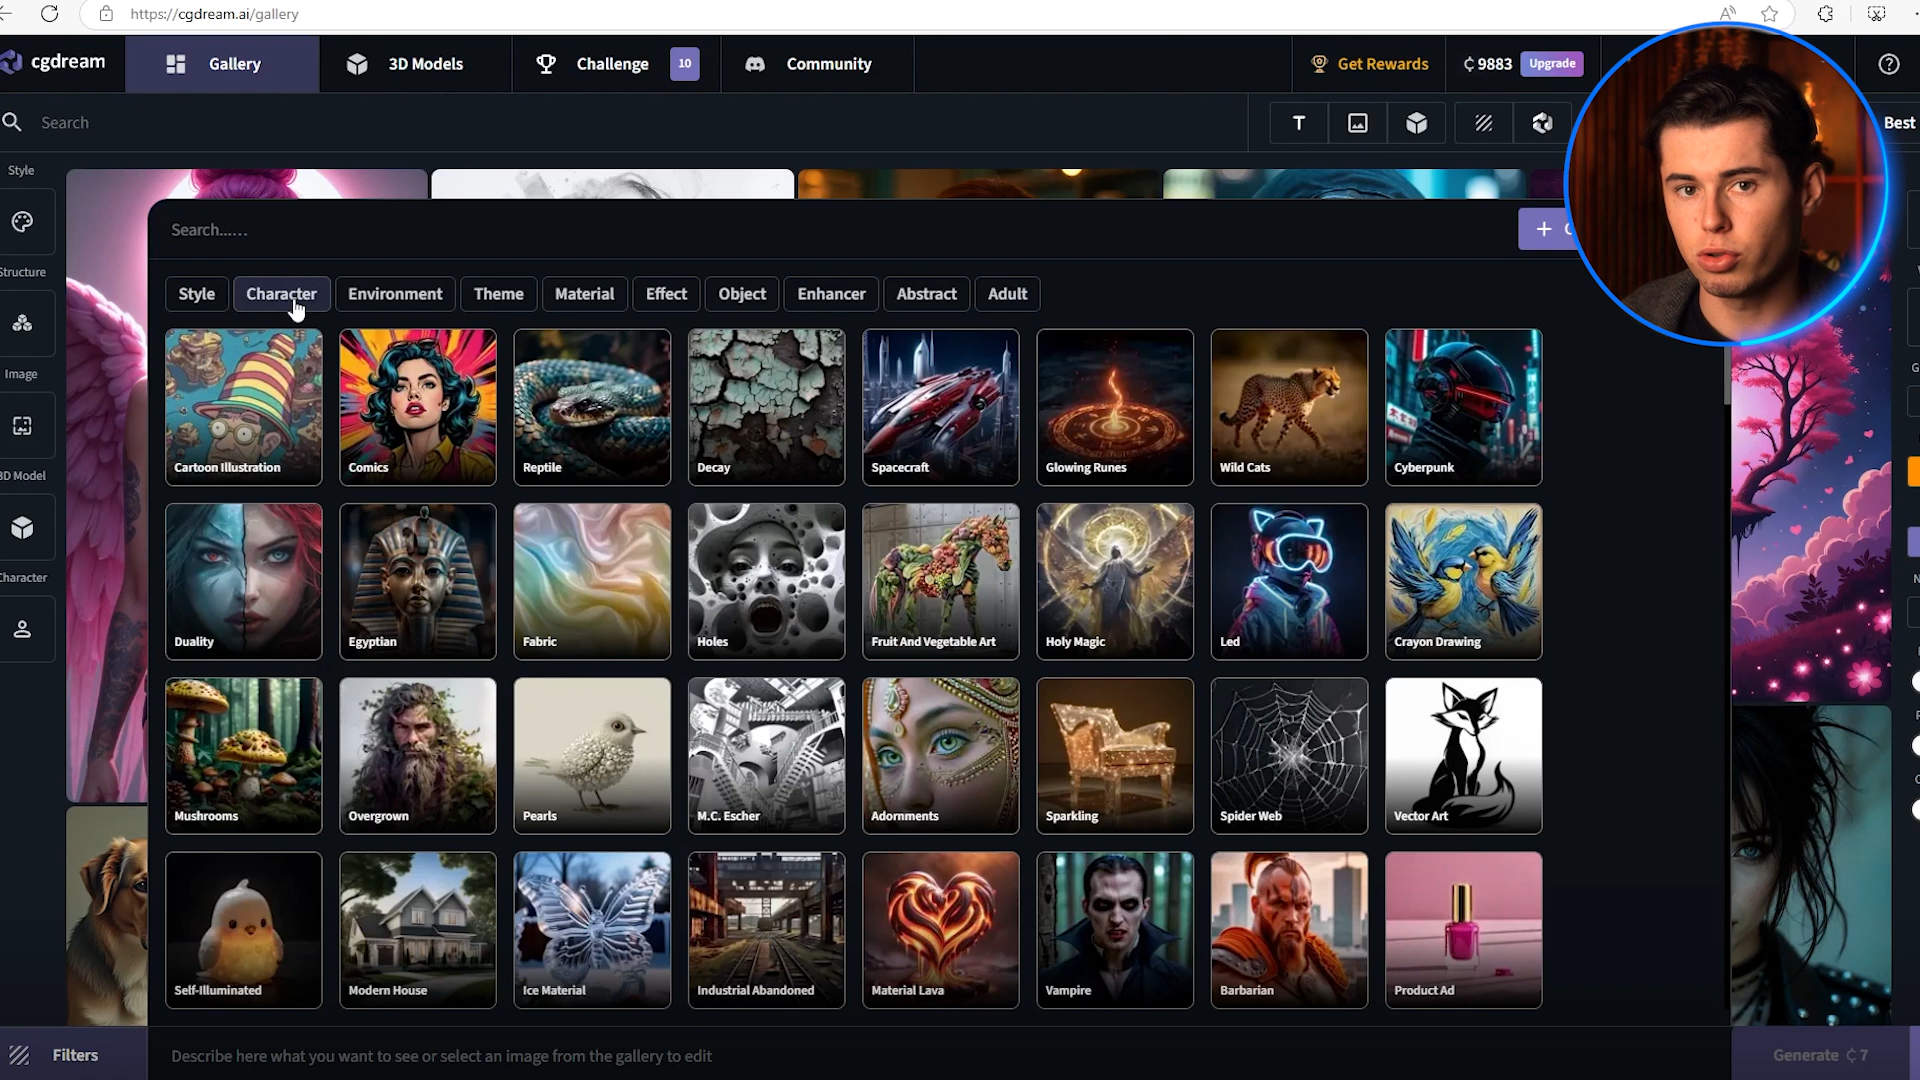 https://cgdream.ai/gallery
cgdream
Gallery
3D Models
Challenge
10
Community
Get Rewards
₵ 9883
Upgrade
Search
T
Best
Style
Structure
Image
3D Model
Character
Search......
Style
Character
Environment
Theme
Material
Effect
Object
Enhancer
Abstract
Adult
Cartoon Illustration
Comics
Reptile
Decay
Spacecraft
Glowing Runes
Wild Cats
Cyberpunk
Duality
Egyptian
Fabric
Holes
Fruit And Vegetable Art
Holy Magic
Led
Crayon Drawing
Mushrooms
Overgrown
Pearls
M.C. Escher
Adornments
Sparkling
Spider Web
Vector Art
Self-Illuminated
Modern House
Ice Material
Industrial Abandoned
Material Lava
Vampire
Barbarian
Product Ad
Filters
Describe here what you want to see or select an image from the gallery to edit
Generate ₵ 7